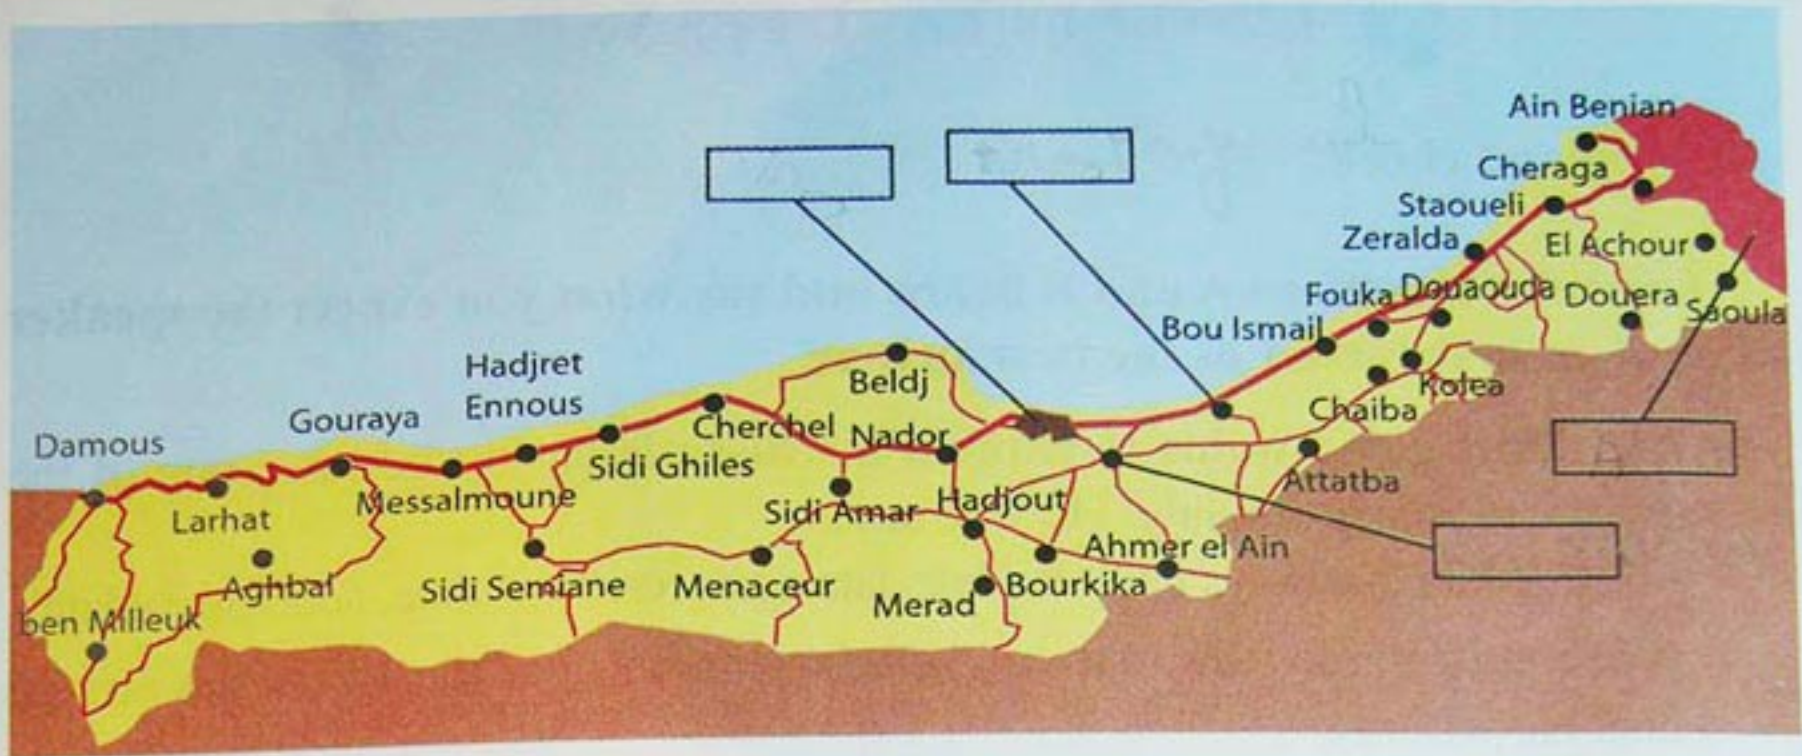 Ain Benian
Cheraga
Staoueli
Zeralda
El Achour
Fouka
Douaouda
Douera
Saoula
Bou Ismail
Hadjret
Ennous
Beldj
Kolea
Chaiba
Gouraya
Cherchel
Nador
Damous
Sidi Ghiles
Attatba
Messalmoune
Larhat
Sidi Amar
Hadjout
Ahmer el Ain
Aghbal
Sidi Semiane
Menaceur
Bourkika
Merad
ben Milleuk